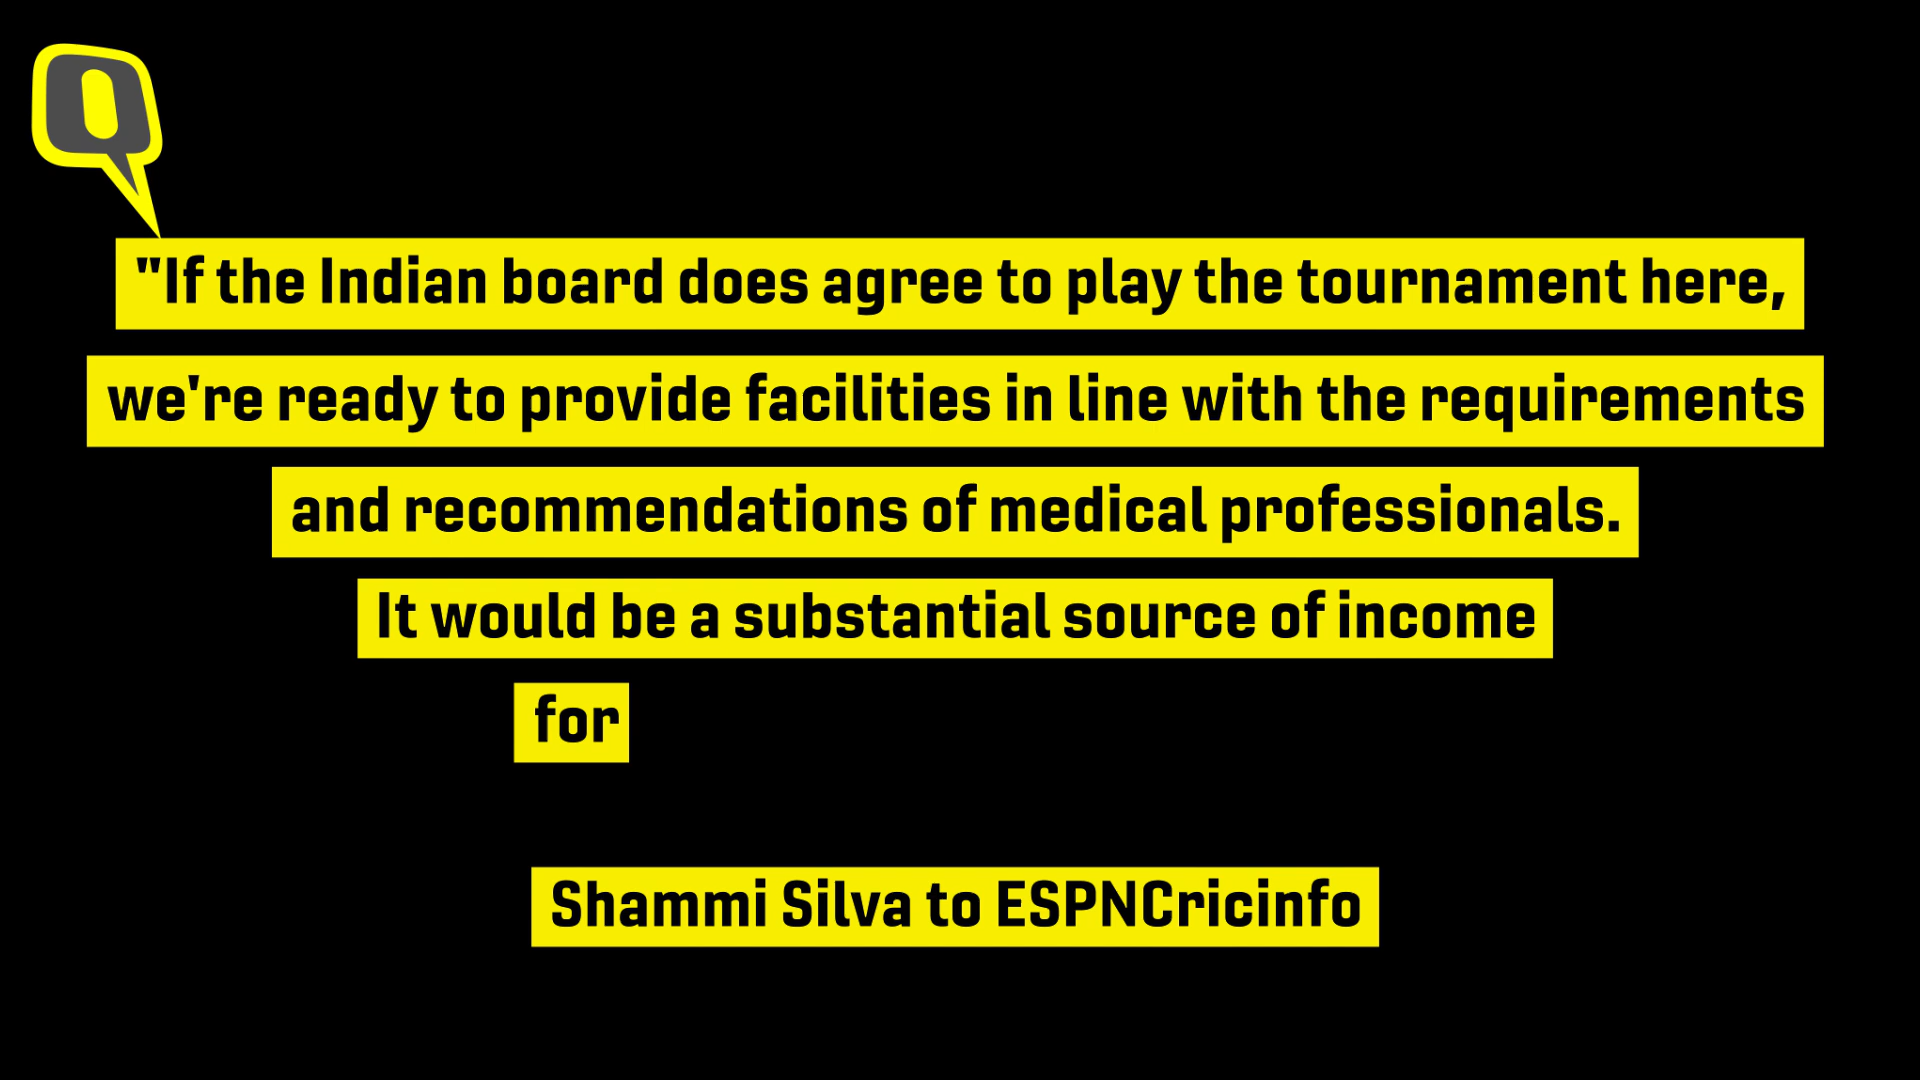 "If the Indian board does agree to play the tournament here,
we're ready to provide facilities in line with the requirements
and recommendations of medical professionals.
It would be a substantial source of income
for
Shammi Silva to ESPNCricinfo